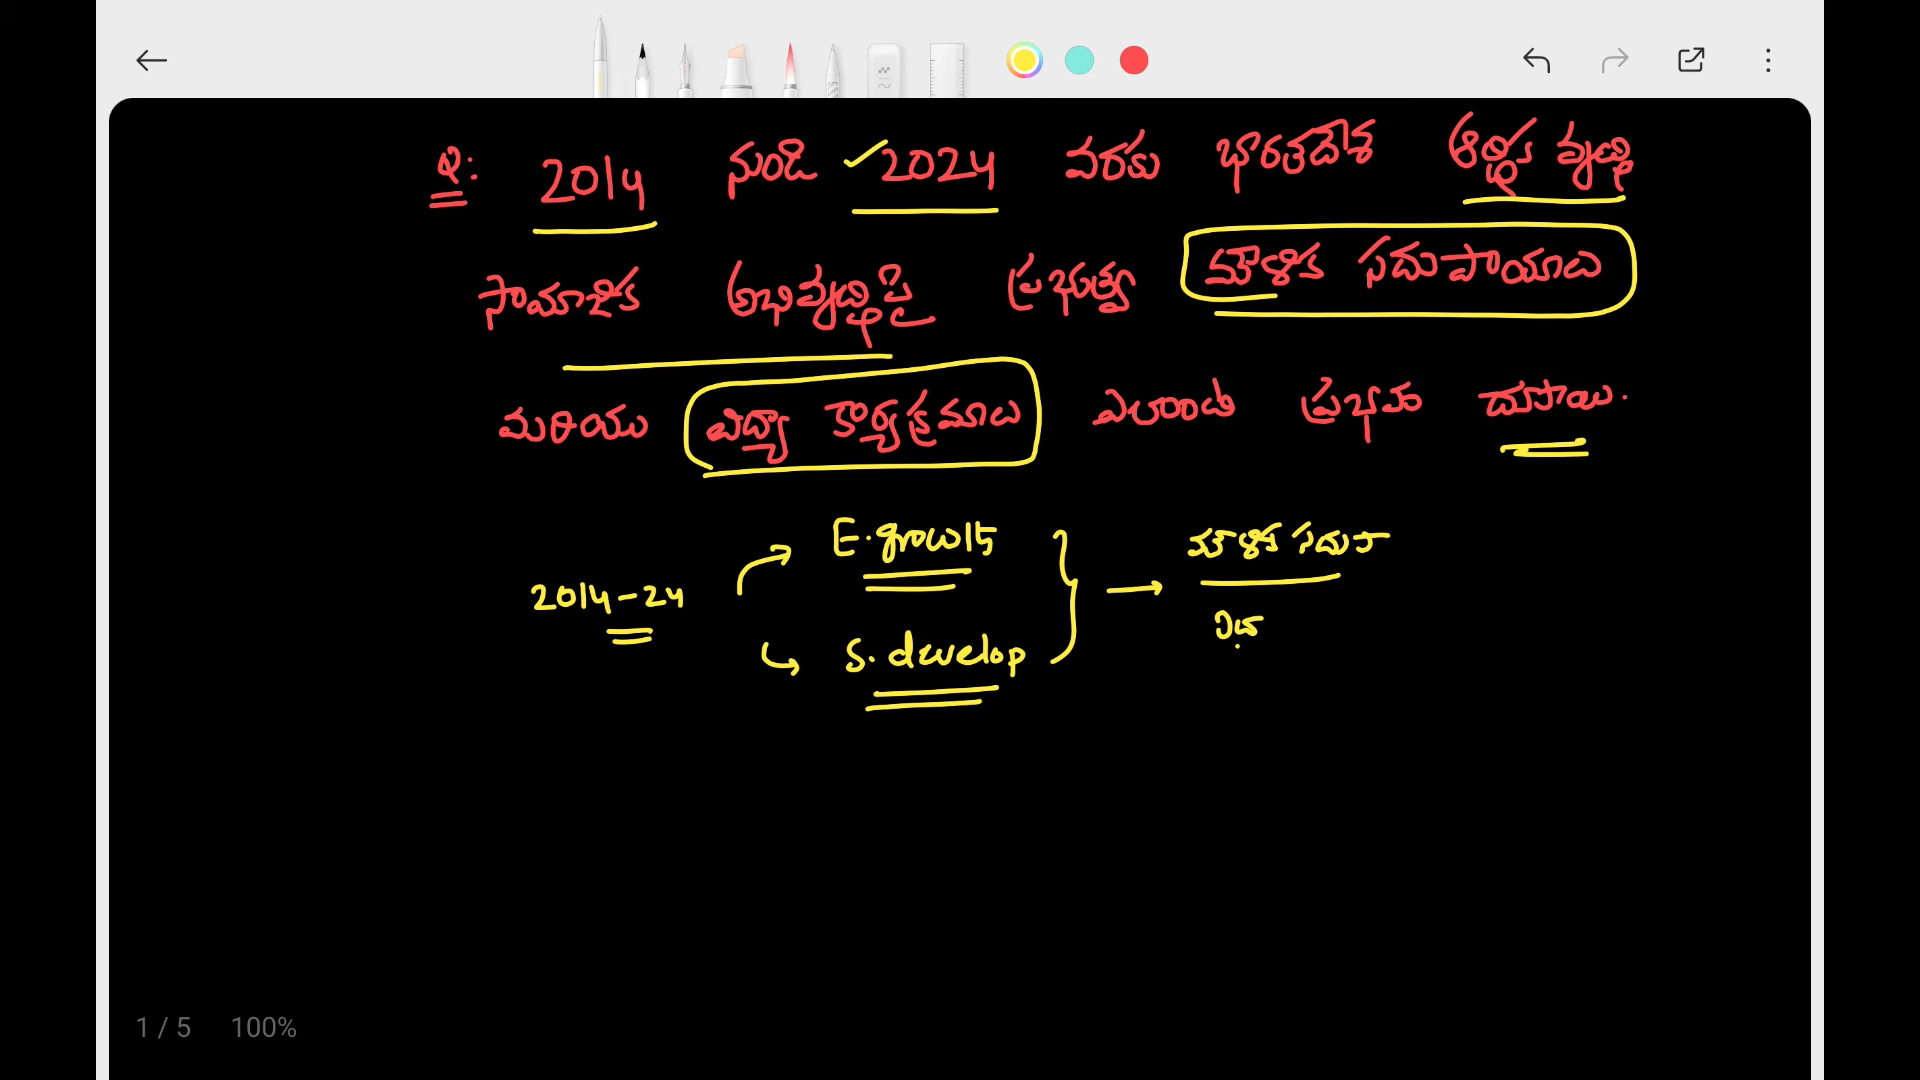 Q: 2014 నుండి 2024 వరకు భారతదేశ ఆర్థిక వృద్ధి
సామాజిక అభివృద్ధిపై ప్రభుత్వ మౌళిక సదుపాయాలు
మరియు విద్యా కార్యక్రమాలు ఎలాంటి ప్రభావం చూపాయి.
E. growth
మౌళిక సదుపా
2014-24
విద్
S. develop
1 / 5 100%